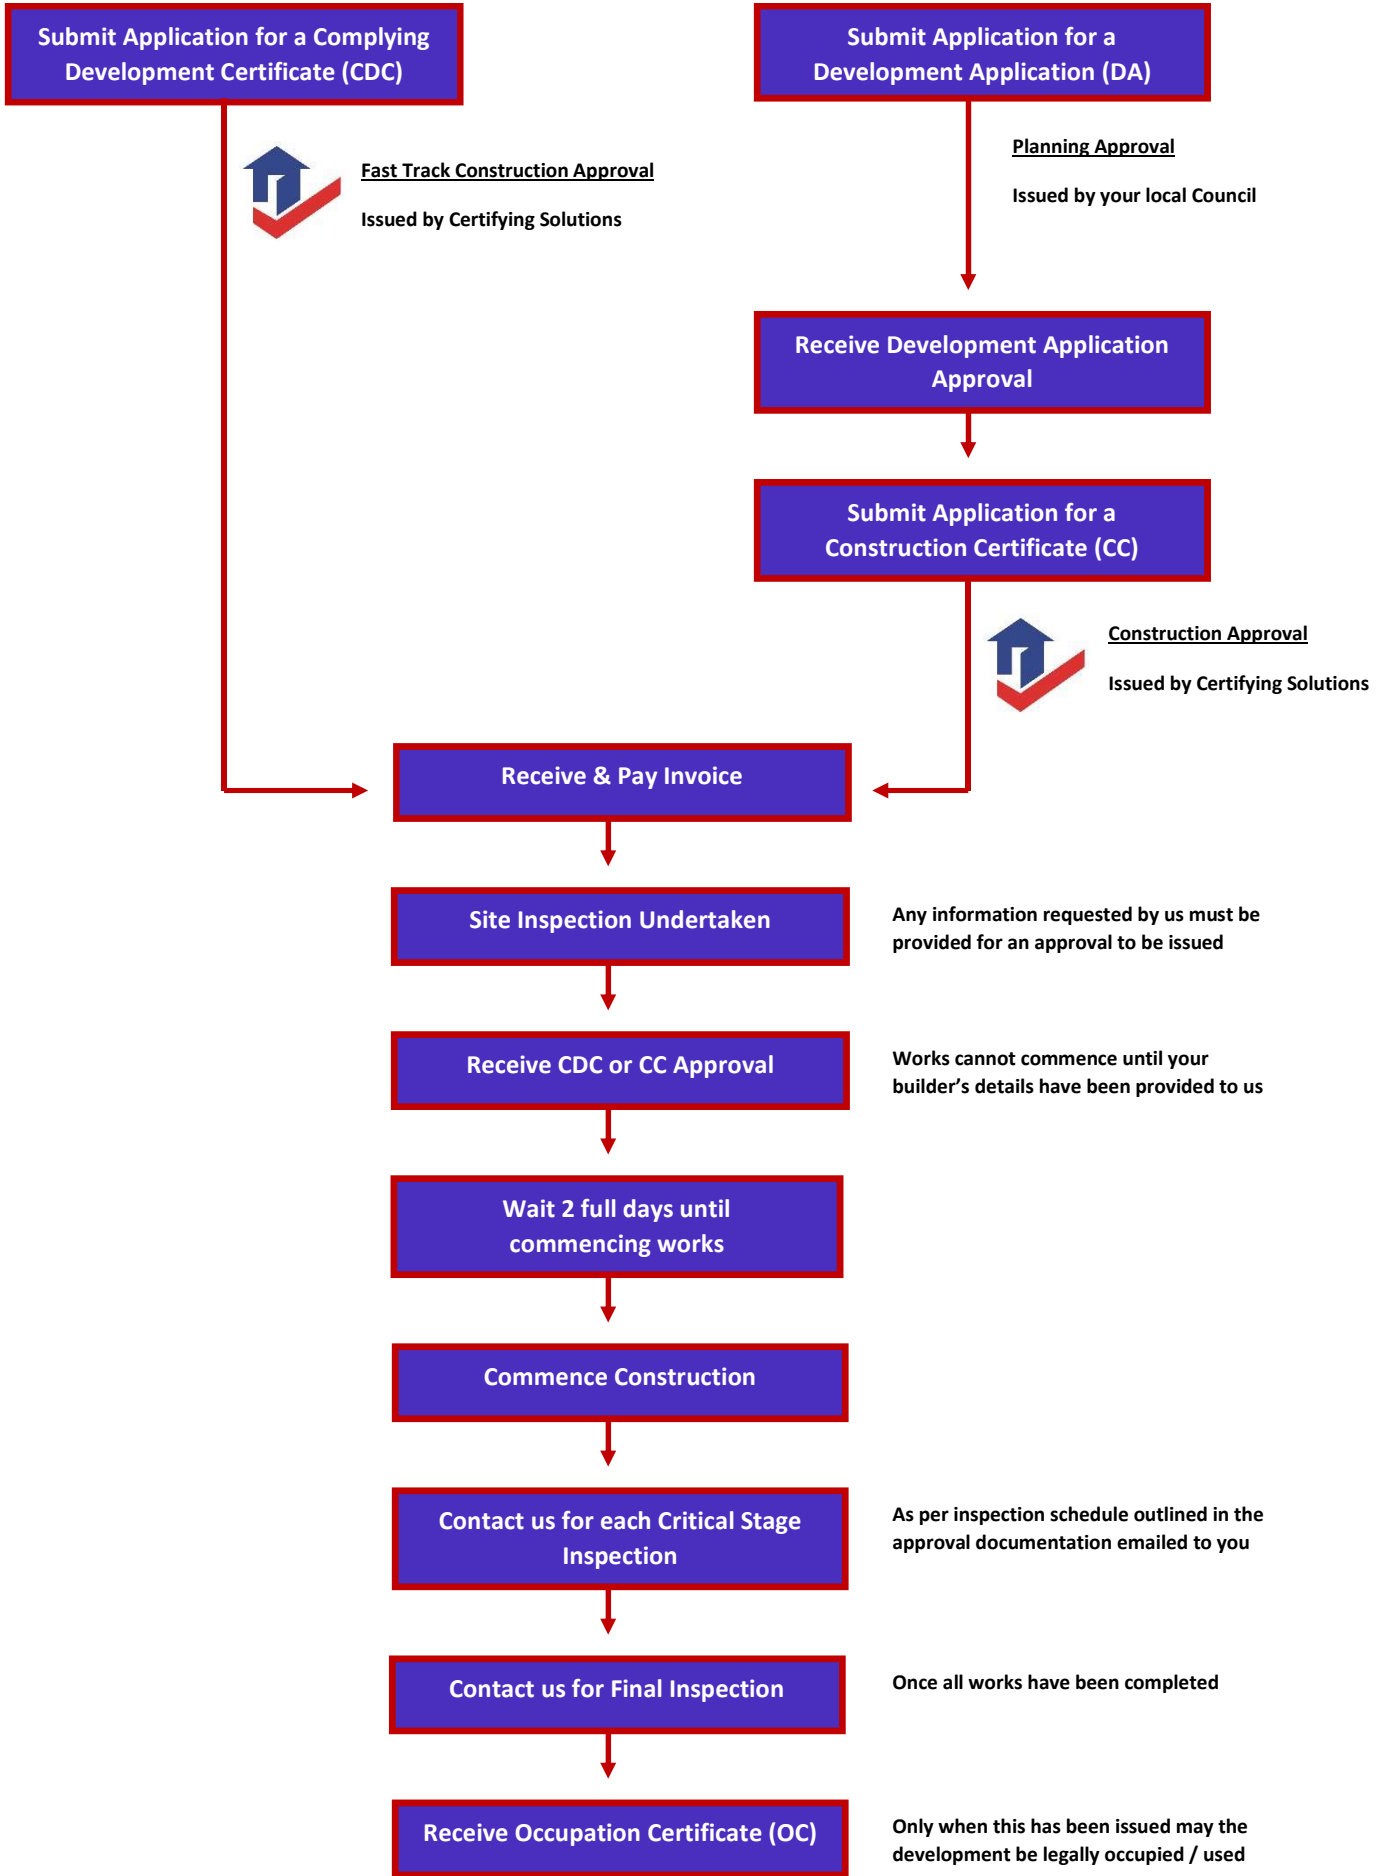 Submit Application for a Complying
Development Certificate (CDC)
Submit Application for a
Development Application (DA)
Fast Track Construction Approval
Issued by Certifying Solutions
Planning Approval
Issued by your local Council
Receive Development Application
Approval
Submit Application for a
Construction Certificate (CC)
Construction Approval
Issued by Certifying Solutions
Receive & Pay Invoice
Site Inspection Undertaken
Any information requested by us must be
provided for an approval to be issued
Receive CDC or CC Approval
Works cannot commence until your
builder’s details have been provided to us
Wait 2 full days until
commencing works
Commence Construction
Contact us for each Critical Stage
Inspection
As per inspection schedule outlined in the
approval documentation emailed to you
Contact us for Final Inspection
Once all works have been completed
Receive Occupation Certificate (OC)
Only when this has been issued may the
development be legally occupied / used